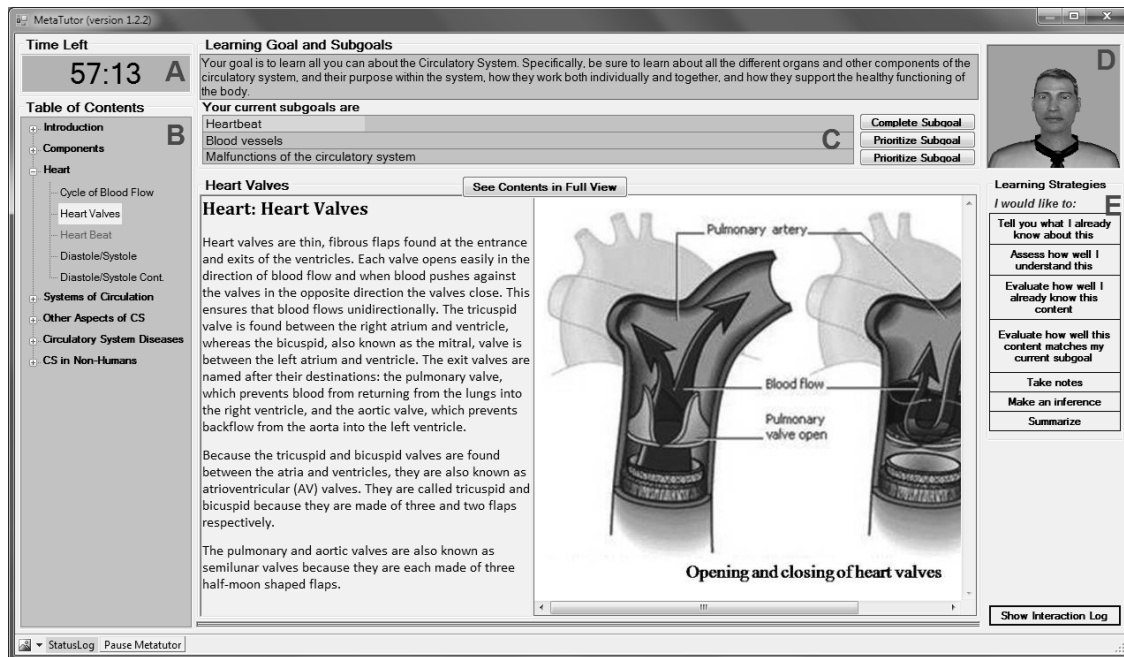 MetaTutor (version 1.2.2)
Time Left
57:13
A
Table of Contents
B
Introduction
Components
Heart
Cycle of Blood Flow
Heart Valves
Heart Beat
Diastole/Systole
Diastole/Systole Cont.
Systems of Circulation
Other Aspects of CS
Circulatory System Diseases
CS in Non-Humans
Learning Goal and Subgoals
Your goal is to learn all you can about the Circulatory System. Specifically, be sure to learn about all the different organs and other components of the
circulatory system, and their purpose within the system, how they work both individually and together, and how they support the healthy functioning of
the body.
Your current subgoals are
Heartbeat
Complete Subgoal
Blood vessels
C
Prioritize Subgoal
Malfunctions of the circulatory system
Prioritize Subgoal
Heart Valves
See Contents in Full View
Heart: Heart Valves
Heart valves are thin, fibrous flaps found at the entrance
and exits of the ventricles. Each valve opens easily in the
direction of blood flow and when blood pushes against
the valves in the opposite direction the valves close. This
ensures that blood flows unidirectionally. The tricuspid
valve is found between the right atrium and ventricle,
whereas the bicuspid, also known as the mitral, valve is
between the left atrium and ventricle. The exit valves are
named after their destinations: the pulmonary valve,
which prevents blood from returning from the lungs into
the right ventricle, and the aortic valve, which prevents
backflow from the aorta into the left ventricle.
Because the tricuspid and bicuspid valves are found
between the atria and ventricles, they are also known as
atrioventricular (AV) valves. They are called tricuspid and
bicuspid because they are made of three and two flaps
respectively.
The pulmonary and aortic valves are also known as
semilunar valves because they are each made of three
half-moon shaped flaps.
Pulmonary artery
Blood flow
Pulmonary
valve open
Opening and closing of heart valves
D
Learning Strategies
I would like to:
E
Tell you what I already
know about this
Assess how well I
understand this
Evaluate how well I
already know this
content
Evaluate how well this
content matches my
current subgoal
Take notes
Make an inference
Summarize
Show Interaction Log
StatusLog
Pause Metatutor